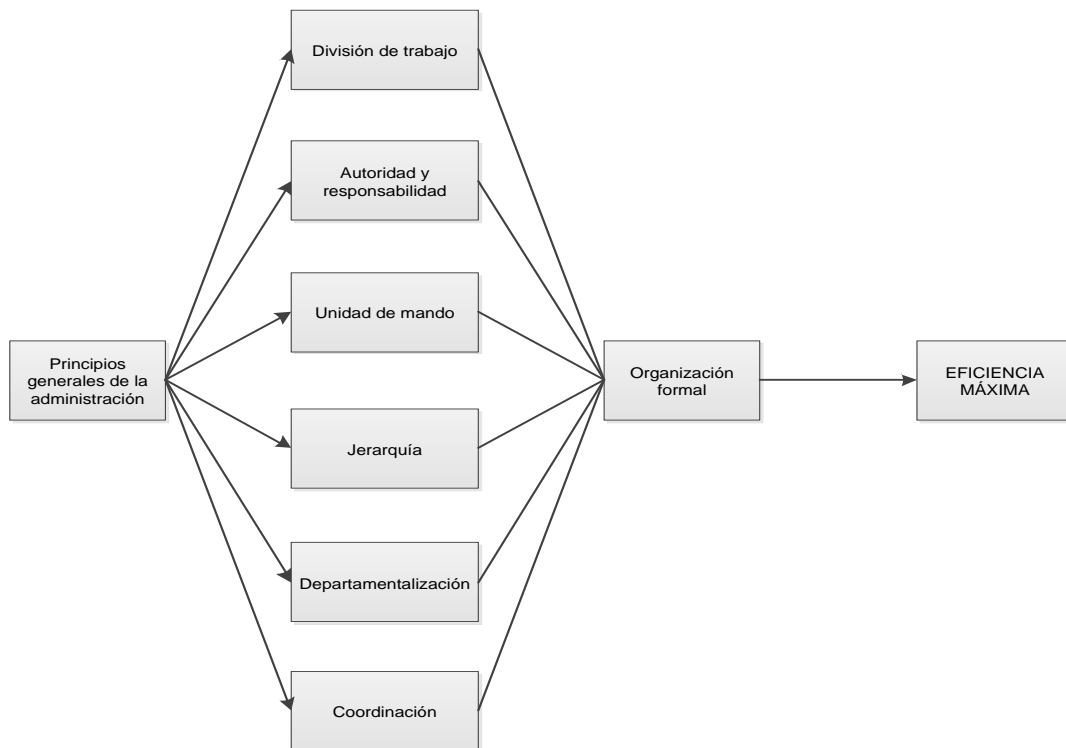 División de trabajo
Autoridad y
responsabilidad
Unidad de mando
Principios
generales de la
administración
Organización
formal
EFICIENCIA
MÁXIMA
Jerarquía
Departamentalización
Coordinación